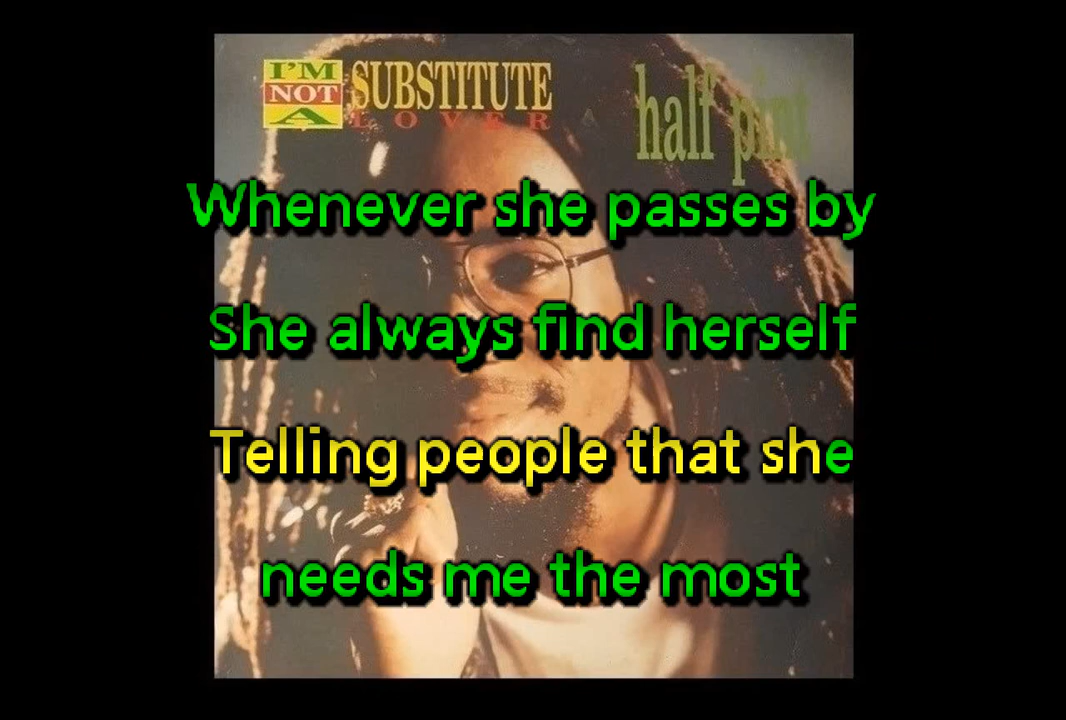 I'M
NOT
A
SUBSTITUTE
LOVER
half pint
Whenever she passes by
She always find herself
Telling people that she
needs me the most